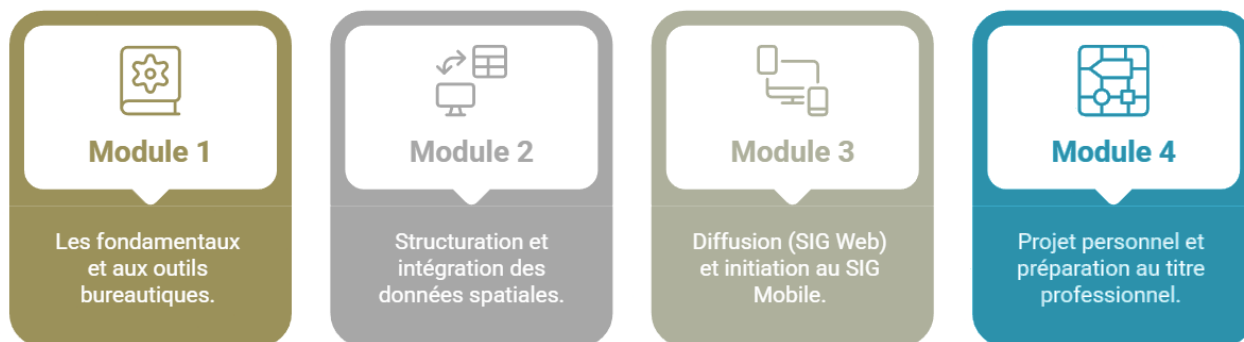 Module 1
Les fondamentaux
et aux outils
bureautiques.
Module 2
Structuration et
intégration des
données spatiales.
Module 3
Diffusion (SIG Web)
et initiation au SIG
Mobile.
Module 4
Projet personnel et
préparation au titre
professionnel.